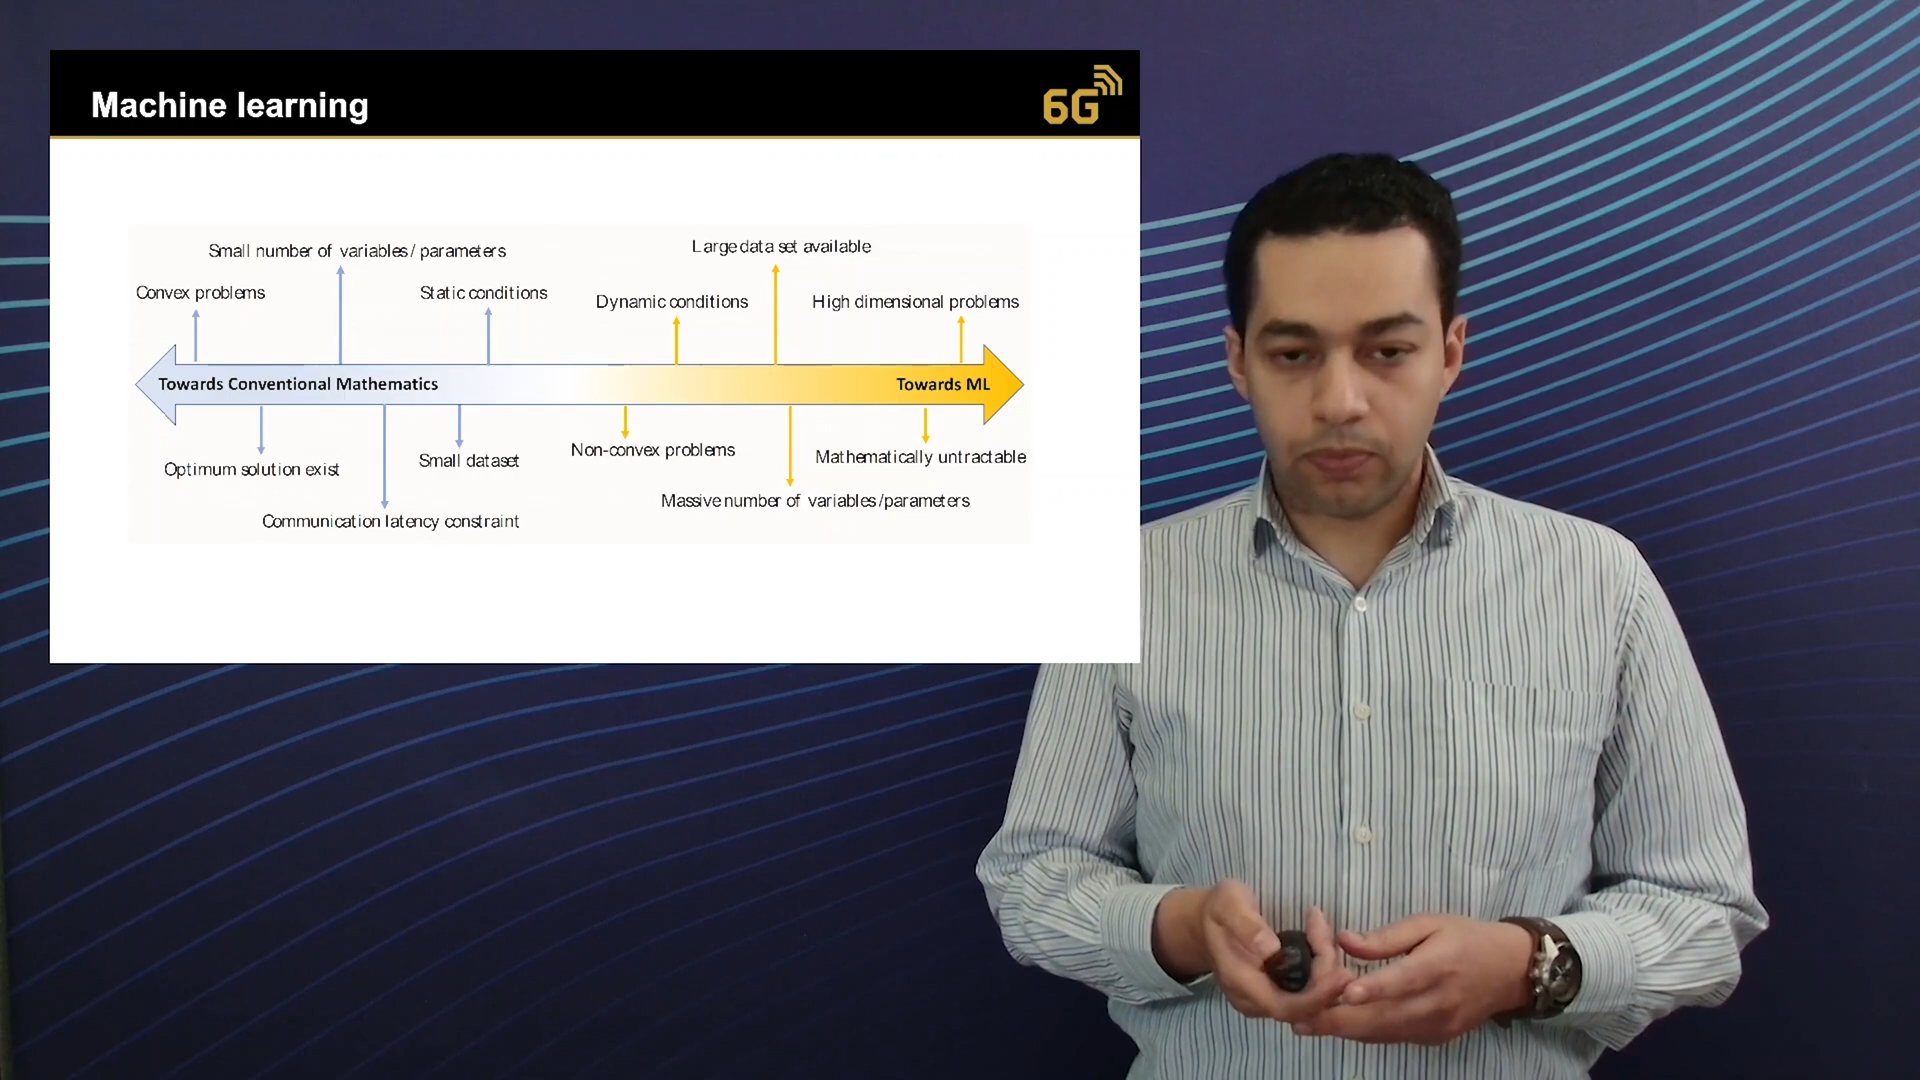 Machine learning
6G
Small number of variables / parameters
Large data set available
Convex problems
Static conditions
Dynamic conditions
High dimensional problems
Towards Conventional Mathematics
Towards ML
Optimum solution exist
Small dataset
Non-convex problems
Mathematically untractable
Massive number of variables /parameters
Communication latency constraint